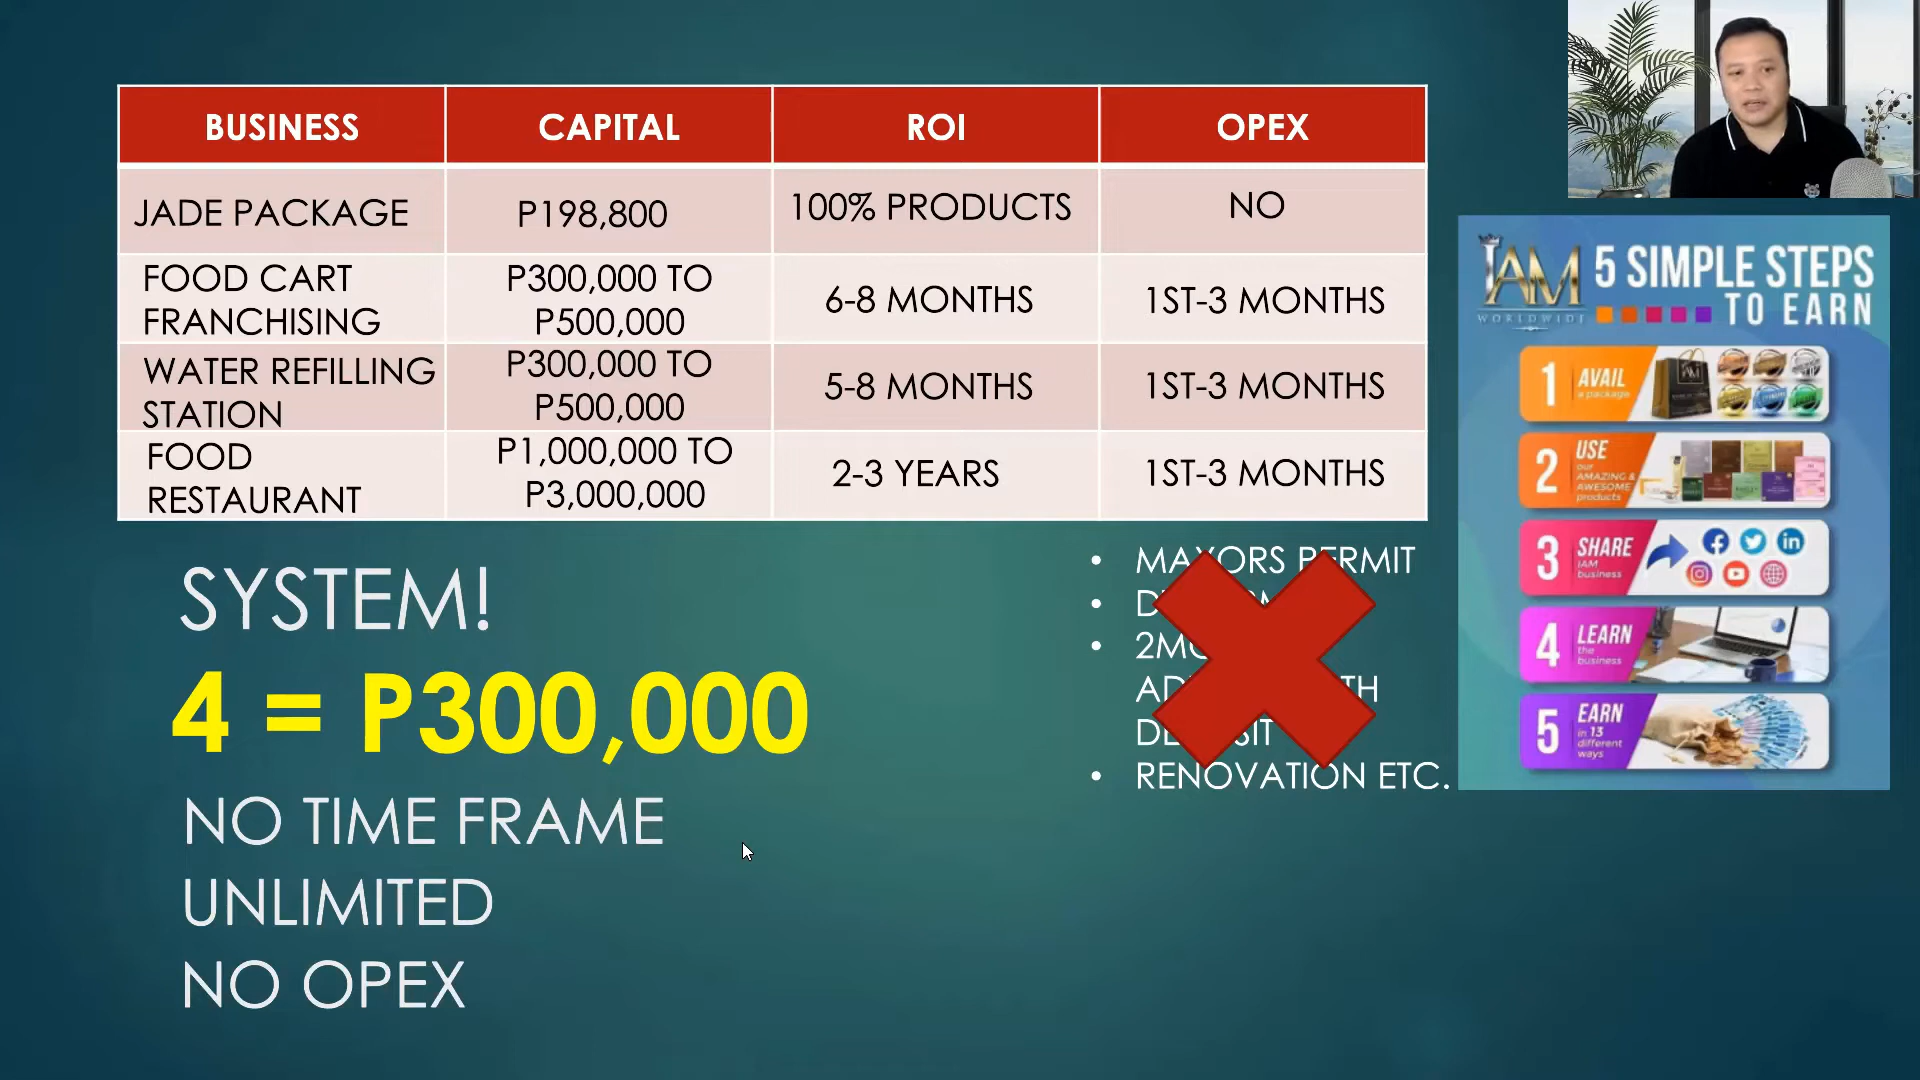 BUSINESS CAPITAL ROI OPEX
JADE PACKAGE P198,800 100% PRODUCTS NO
FOOD CART FRANCHISING P300,000 TO P500,000 6-8 MONTHS 1ST-3 MONTHS
WATER REFILLING STATION P300,000 TO P500,000 5-8 MONTHS 1ST-3 MONTHS
FOOD RESTAURANT P1,000,000 TO P3,000,000 2-3 YEARS 1ST-3 MONTHS
SYSTEM!
4 = P300,000
NO TIME FRAME
UNLIMITED
NO OPEX
• MAYORS PERMIT
•
•
• RENOVATION ETC.
IAM
WORLDWIDE
5 SIMPLE STEPS
TO EARN
1 AVAIL
a package
2 USE
our
AMAZING &
AWESOME
products
3 SHARE
IAM
business
4 LEARN
the
business
5 EARN
in 13
different
ways